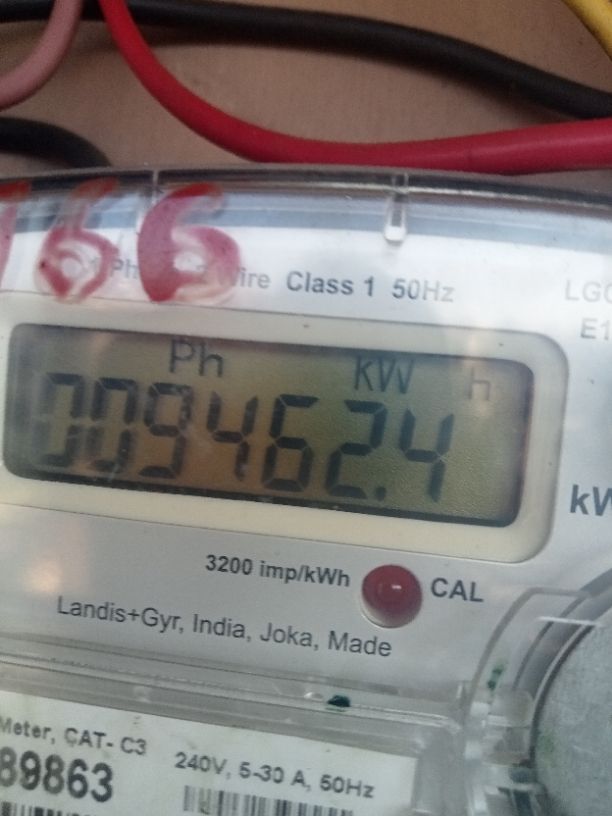 166
Class 1 50Hz
Ph kW h
009462.4
kW
3200 imp/kWh CAL
Landis+Gyr, India, Joka, Made
Meter, CAT- C3
89863
240V, 5-30 A, 50Hz